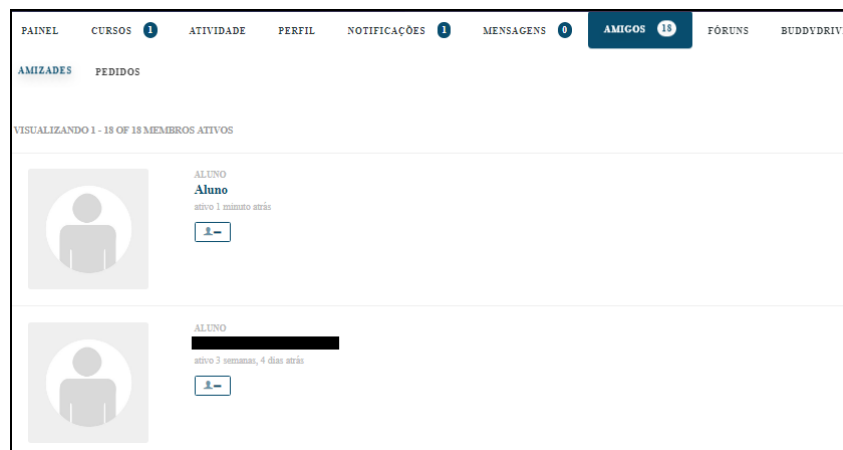 PAINEL CURSOS 1 ATIVIDADE PERFIL NOTIFICAÇÕES 1 MENSAGENS 0 AMIGOS 18 FÓRUNS BUDDYDRIV
AMIZADES PEDIDOS
VISUALIZANDO 1 - 18 OF 18 MEMBROS ATIVOS
ALUNO
Aluno
ativo 1 minuto atrás
ALUNO
ativo 3 semanas, 4 dias atrás